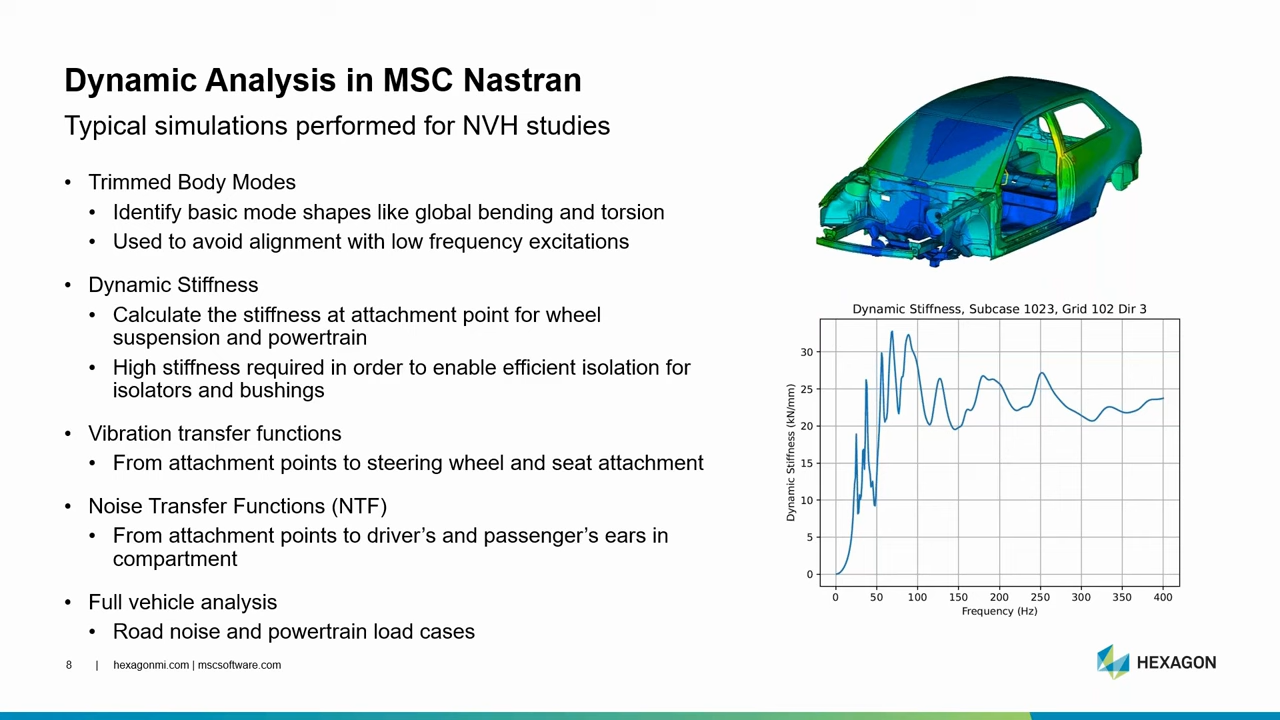 Dynamic Analysis in MSC Nastran
Typical simulations performed for NVH studies
• Trimmed Body Modes
• Identify basic mode shapes like global bending and torsion
• Used to avoid alignment with low frequency excitations
• Dynamic Stiffness
• Calculate the stiffness at attachment point for wheel
suspension and powertrain
• High stiffness required in order to enable efficient isolation for
isolators and bushings
• Vibration transfer functions
• From attachment points to steering wheel and seat attachment
• Noise Transfer Functions (NTF)
• From attachment points to driver’s and passenger’s ears in
compartment
• Full vehicle analysis
• Road noise and powertrain load cases
Dynamic Stiffness, Subcase 1023, Grid 102 Dir 3
Dynamic Stiffness (kN/mm)
30
25
20
15
10
5
0
0 50 100 150 200 250 300 350 400
Frequency (Hz)
8 | hexagonmi.com | mscsoftware.com
HEXAGON